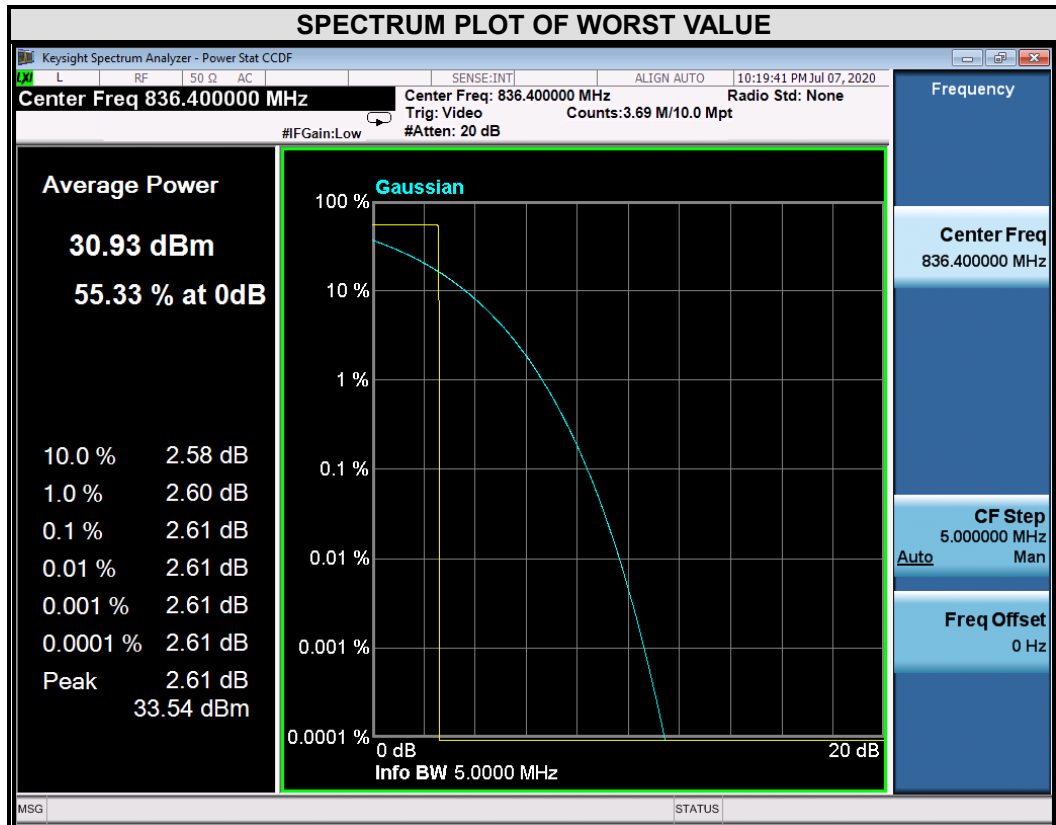 SPECTRUM PLOT OF WORST VALUE
Keysight Spectrum Analyzer - Power Stat CCDF
LXI L RF 50 Ω AC SENSE:INT ALIGN AUTO 10:19:41 PM Jul 07, 2020
Center Freq 836.400000 MHz
Center Freq: 836.400000 MHz Radio Std: None
Trig: Video Counts:3.69 M/10.0 Mpt
#IFGain:Low #Atten: 20 dB
Average Power
30.93 dBm
55.33 % at 0dB
10.0 % 2.58 dB
1.0 % 2.60 dB
0.1 % 2.61 dB
0.01 % 2.61 dB
0.001 % 2.61 dB
0.0001 % 2.61 dB
Peak 2.61 dB
33.54 dBm
Gaussian
100 %
10 %
1 %
0.1 %
0.01 %
0.001 %
0.0001 %
0 dB 20 dB
Info BW 5.0000 MHz
Frequency
Center Freq
836.400000 MHz
CF Step
5.000000 MHz
Auto Man
Freq Offset
0 Hz
MSG STATUS